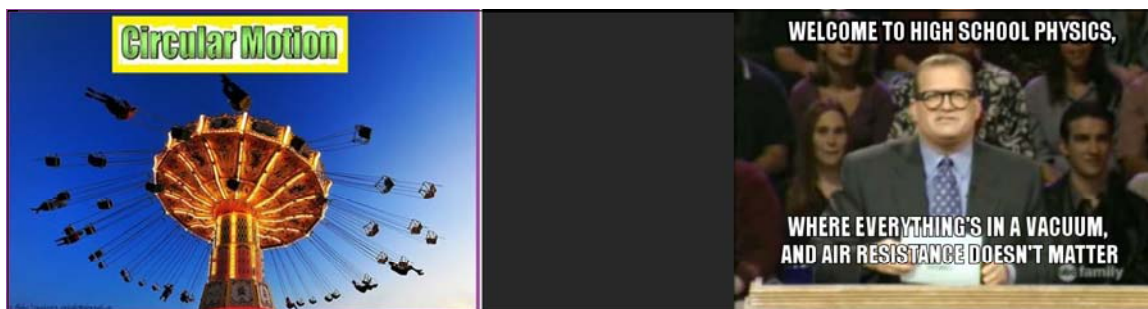 Circular Motion
WELCOME TO HIGH SCHOOL PHYSICS,
WHERE EVERYTHING'S IN A VACUUM,
AND AIR RESISTANCE DOESN'T MATTER
abc family